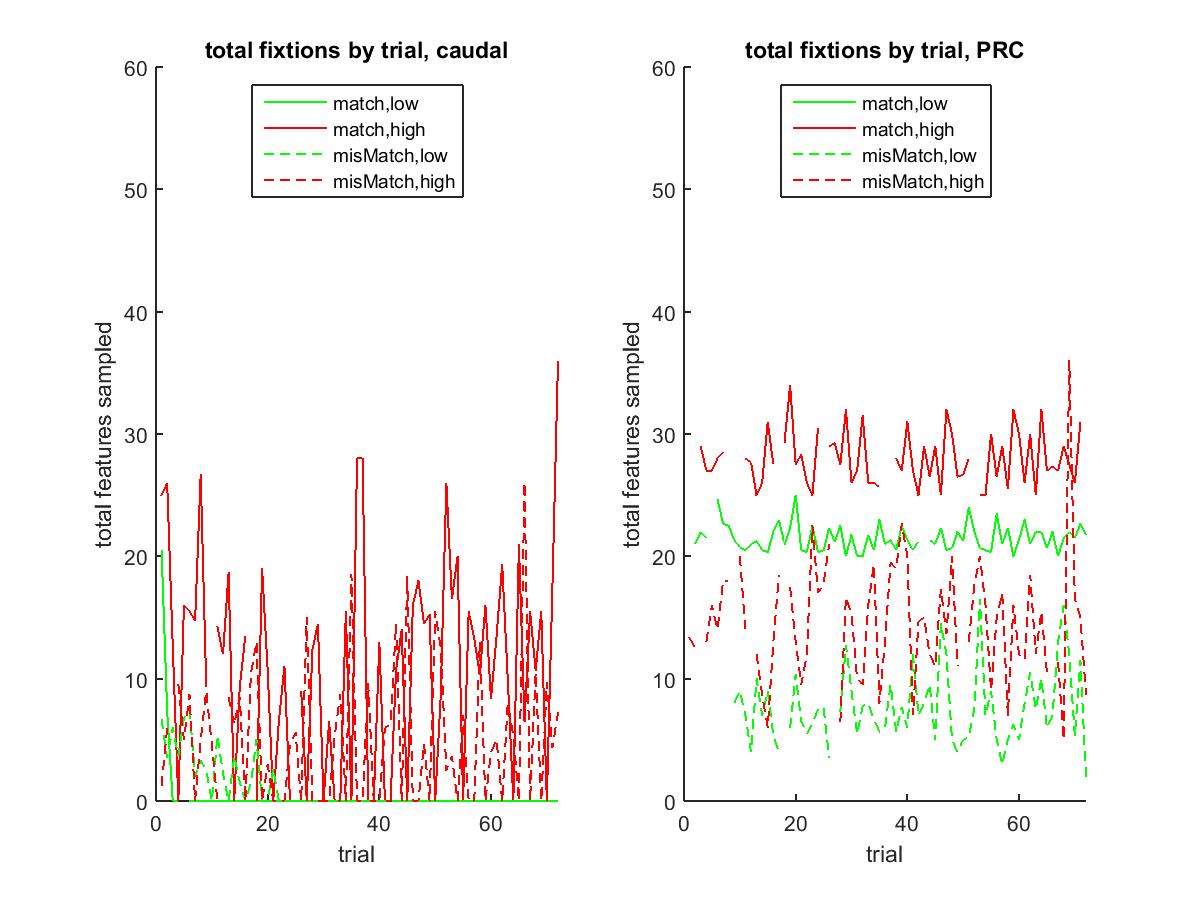 total fixtions by trial, caudal
match,low
match,high
misMatch,low
misMatch,high
60
50
40
30
20
10
0
total features sampled
0 20 40 60
trial
total fixtions by trial, PRC
match,low
match,high
misMatch,low
misMatch,high
60
50
40
30
20
10
0
total features sampled
0 20 40 60
trial